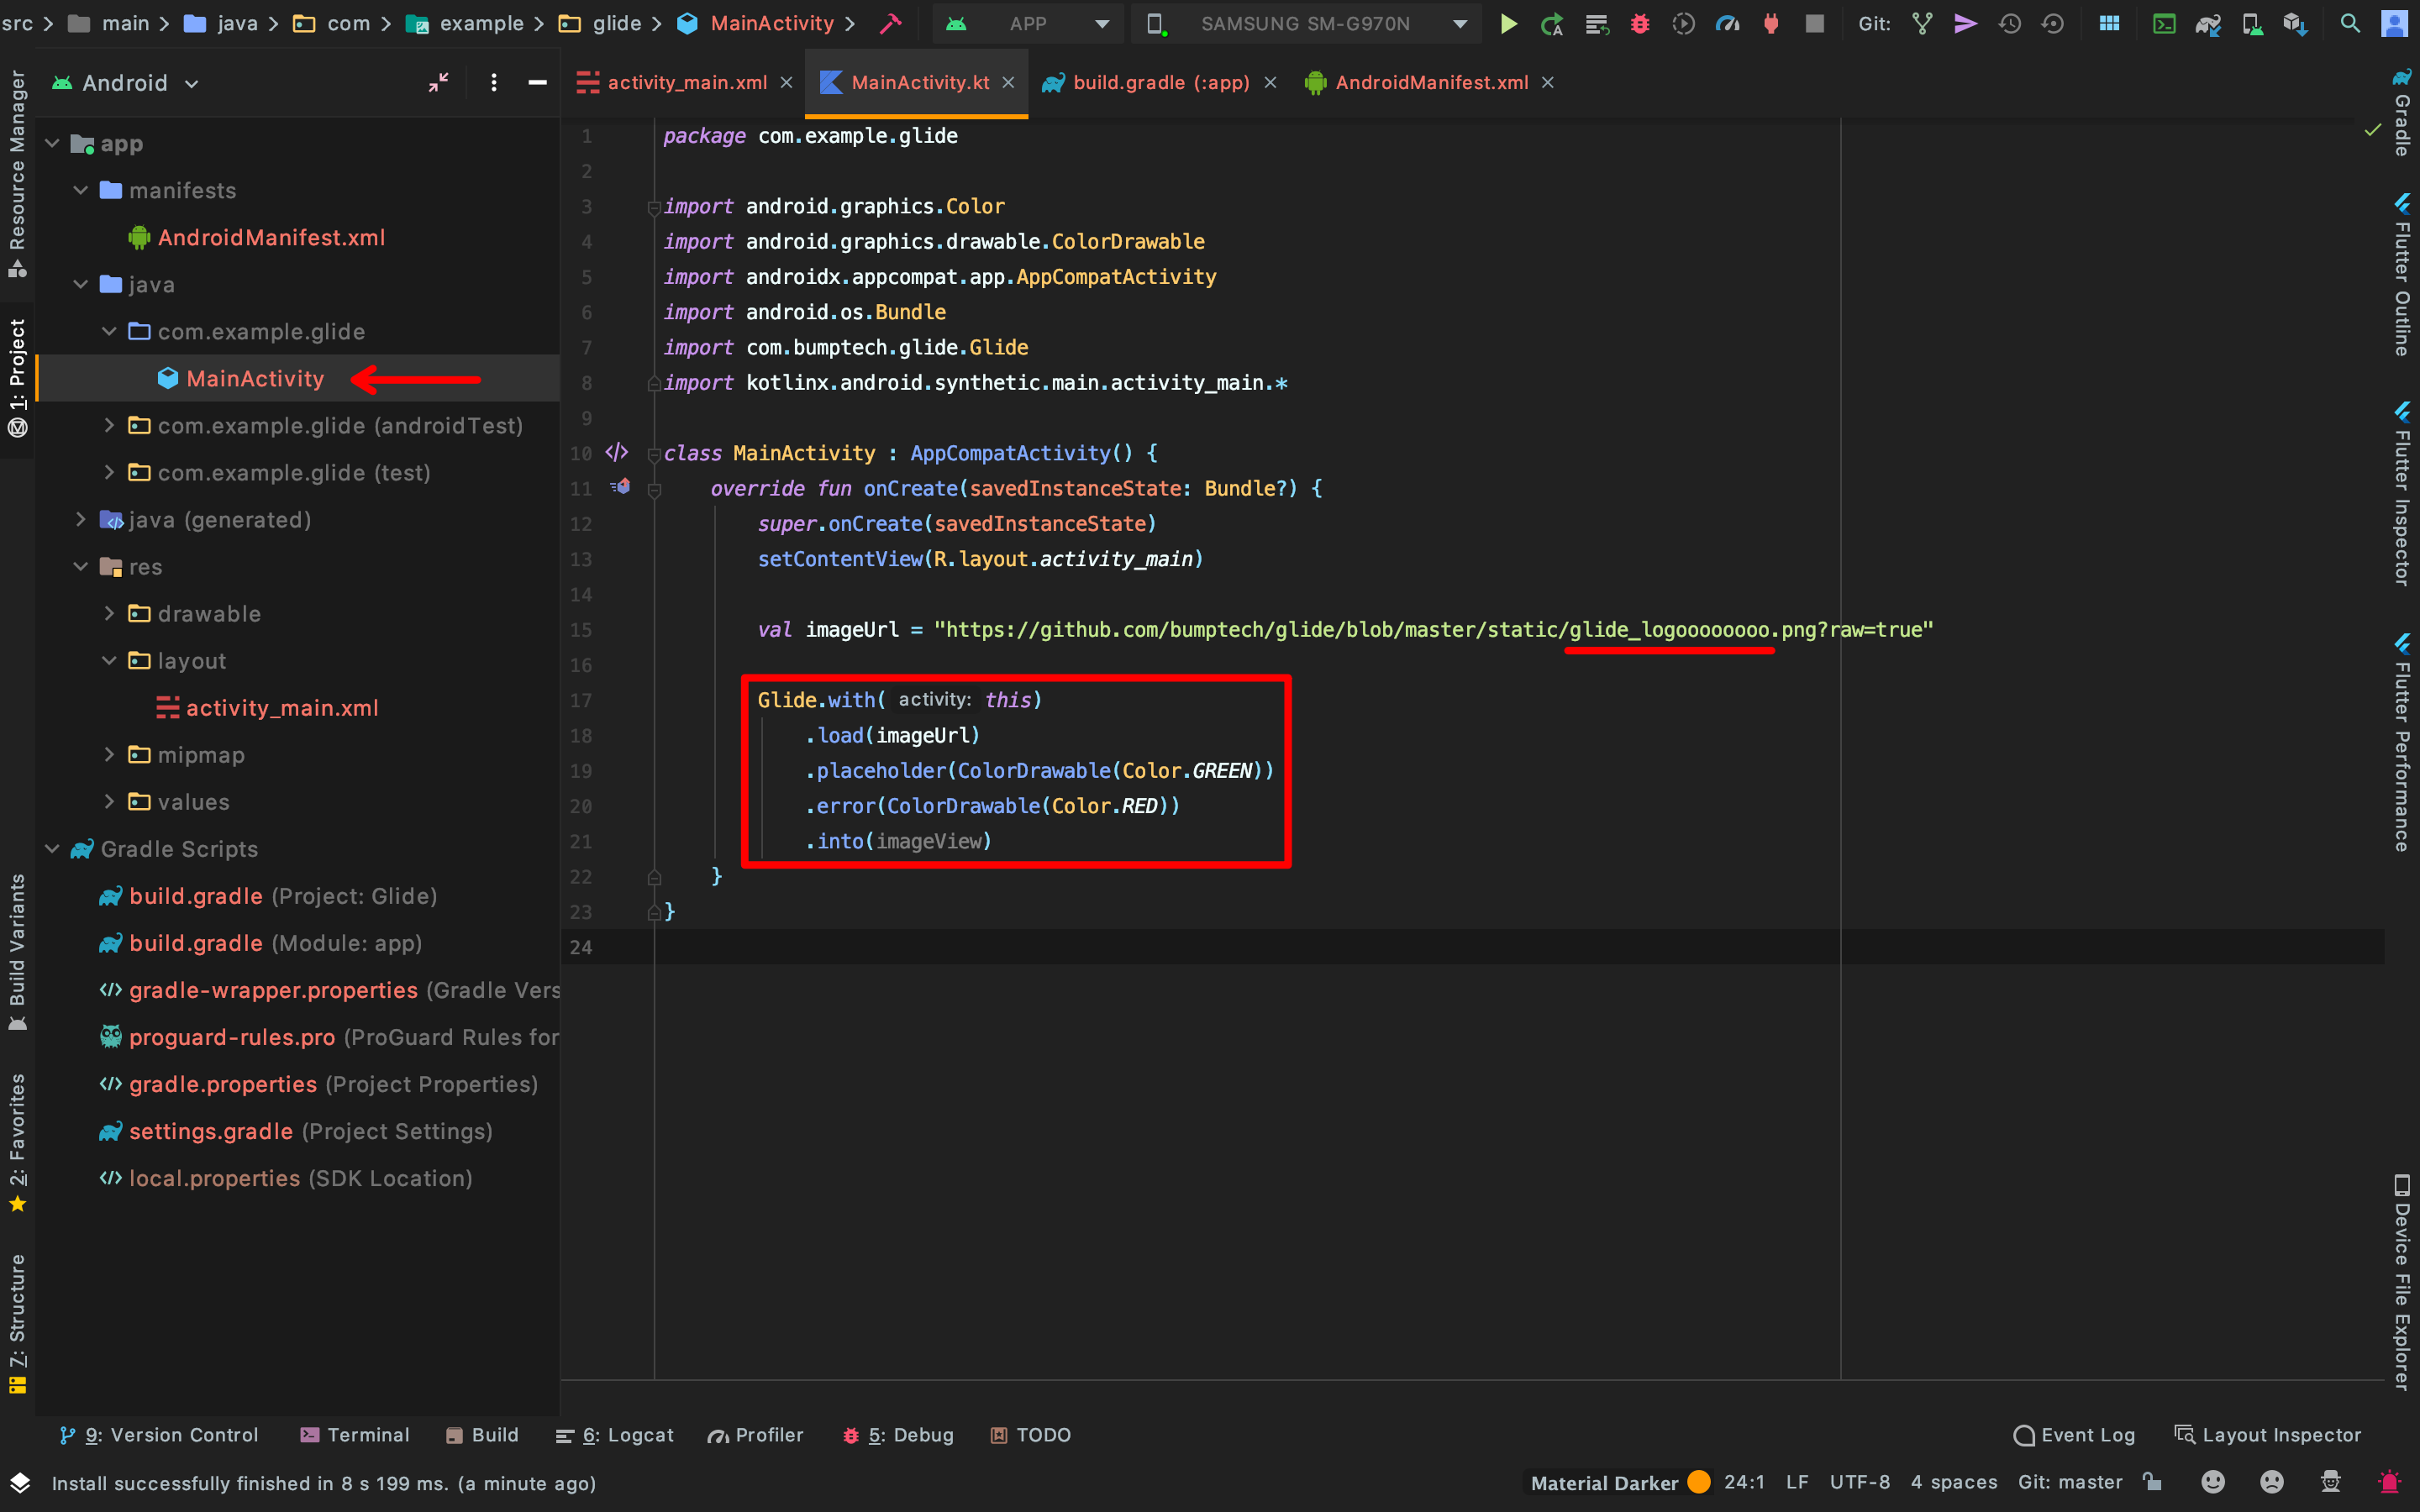 src
main
java
com
example
glide
MainActivity
APP
SAMSUNG SM-G970N
Git:
Android
activity_main.xml
MainActivity.kt
build.gradle (:app)
AndroidManifest.xml
Resource Manager
1: Project
Build Variants
2: Favorites
7: Structure
app
manifests
AndroidManifest.xml
java
com.example.glide
MainActivity
com.example.glide (androidTest)
com.example.glide (test)
java (generated)
res
drawable
layout
activity_main.xml
mipmap
values
Gradle Scripts
build.gradle (Project: Glide)
build.gradle (Module: app)
gradle-wrapper.properties (Gradle Vers
proguard-rules.pro (ProGuard Rules for
gradle.properties (Project Properties)
settings.gradle (Project Settings)
local.properties (SDK Location)
1 package com.example.glide
2
3 import android.graphics.Color
4 import android.graphics.drawable.ColorDrawable
5 import androidx.appcompat.app.AppCompatActivity
6 import android.os.Bundle
7 import com.bumptech.glide.Glide
8 import kotlinx.android.synthetic.main.activity_main.*
9
10 class MainActivity : AppCompatActivity() {
11 override fun onCreate(savedInstanceState: Bundle?) {
12 super.onCreate(savedInstanceState)
13 setContentView(R.layout.activity_main)
14
15 val imageUrl = "https://github.com/bumptech/glide/blob/master/static/glide_logoooooooo.png?raw=true"
16
17 Glide.with( activity: this)
18 .load(imageUrl)
19 .placeholder(ColorDrawable(Color.GREEN))
20 .error(ColorDrawable(Color.RED))
21 .into(imageView)
22 }
23 }
24
Gradle
Flutter Outline
Flutter Inspector
Flutter Performance
Device File Explorer
9: Version Control
Terminal
Build
6: Logcat
Profiler
5: Debug
TODO
Event Log
Layout Inspector
Install successfully finished in 8 s 199 ms. (a minute ago)
Material Darker
24:1
LF
UTF-8
4 spaces
Git: master